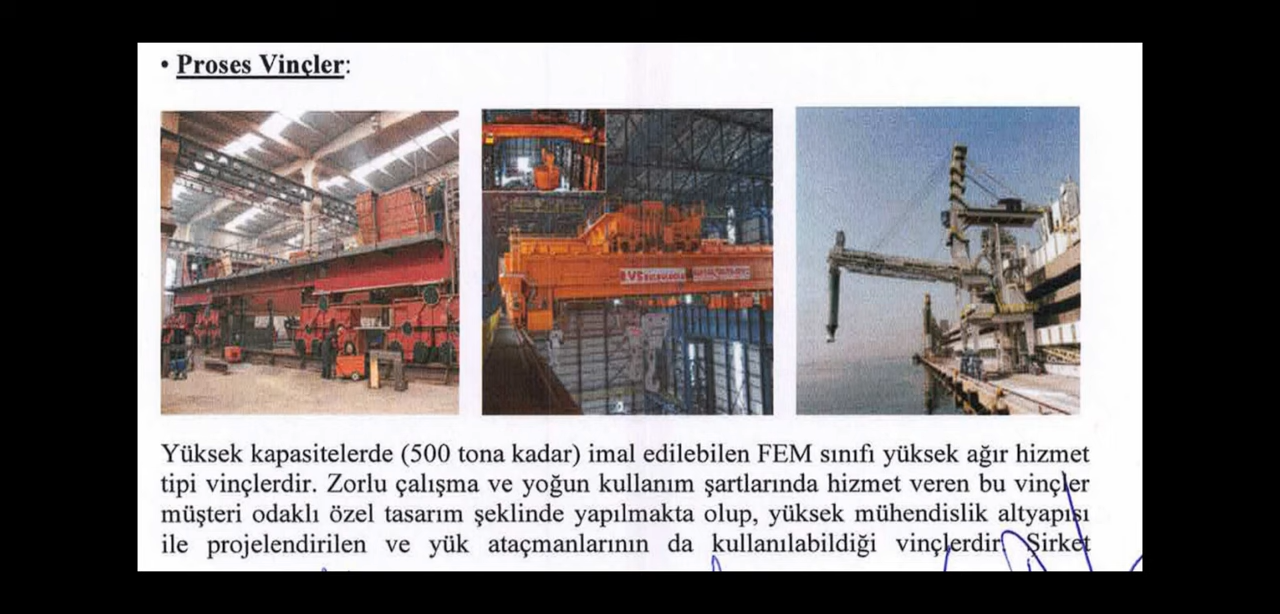 • Proses Vinçler:
Yüksek kapasitelerde (500 tona kadar) imal edilebilen FEM sınıfı yüksek ağır hizmet
tipi vinçlerdir. Zorlu çalışma ve yoğun kullanım şartlarında hizmet veren bu vinçler
müşteri odaklı özel tasarım şeklinde yapılmakta olup, yüksek mühendislik altyapısı
ile projelendirilen ve yük ataçmanlarının da kullanılabildiği vinçlerdir. Şirket